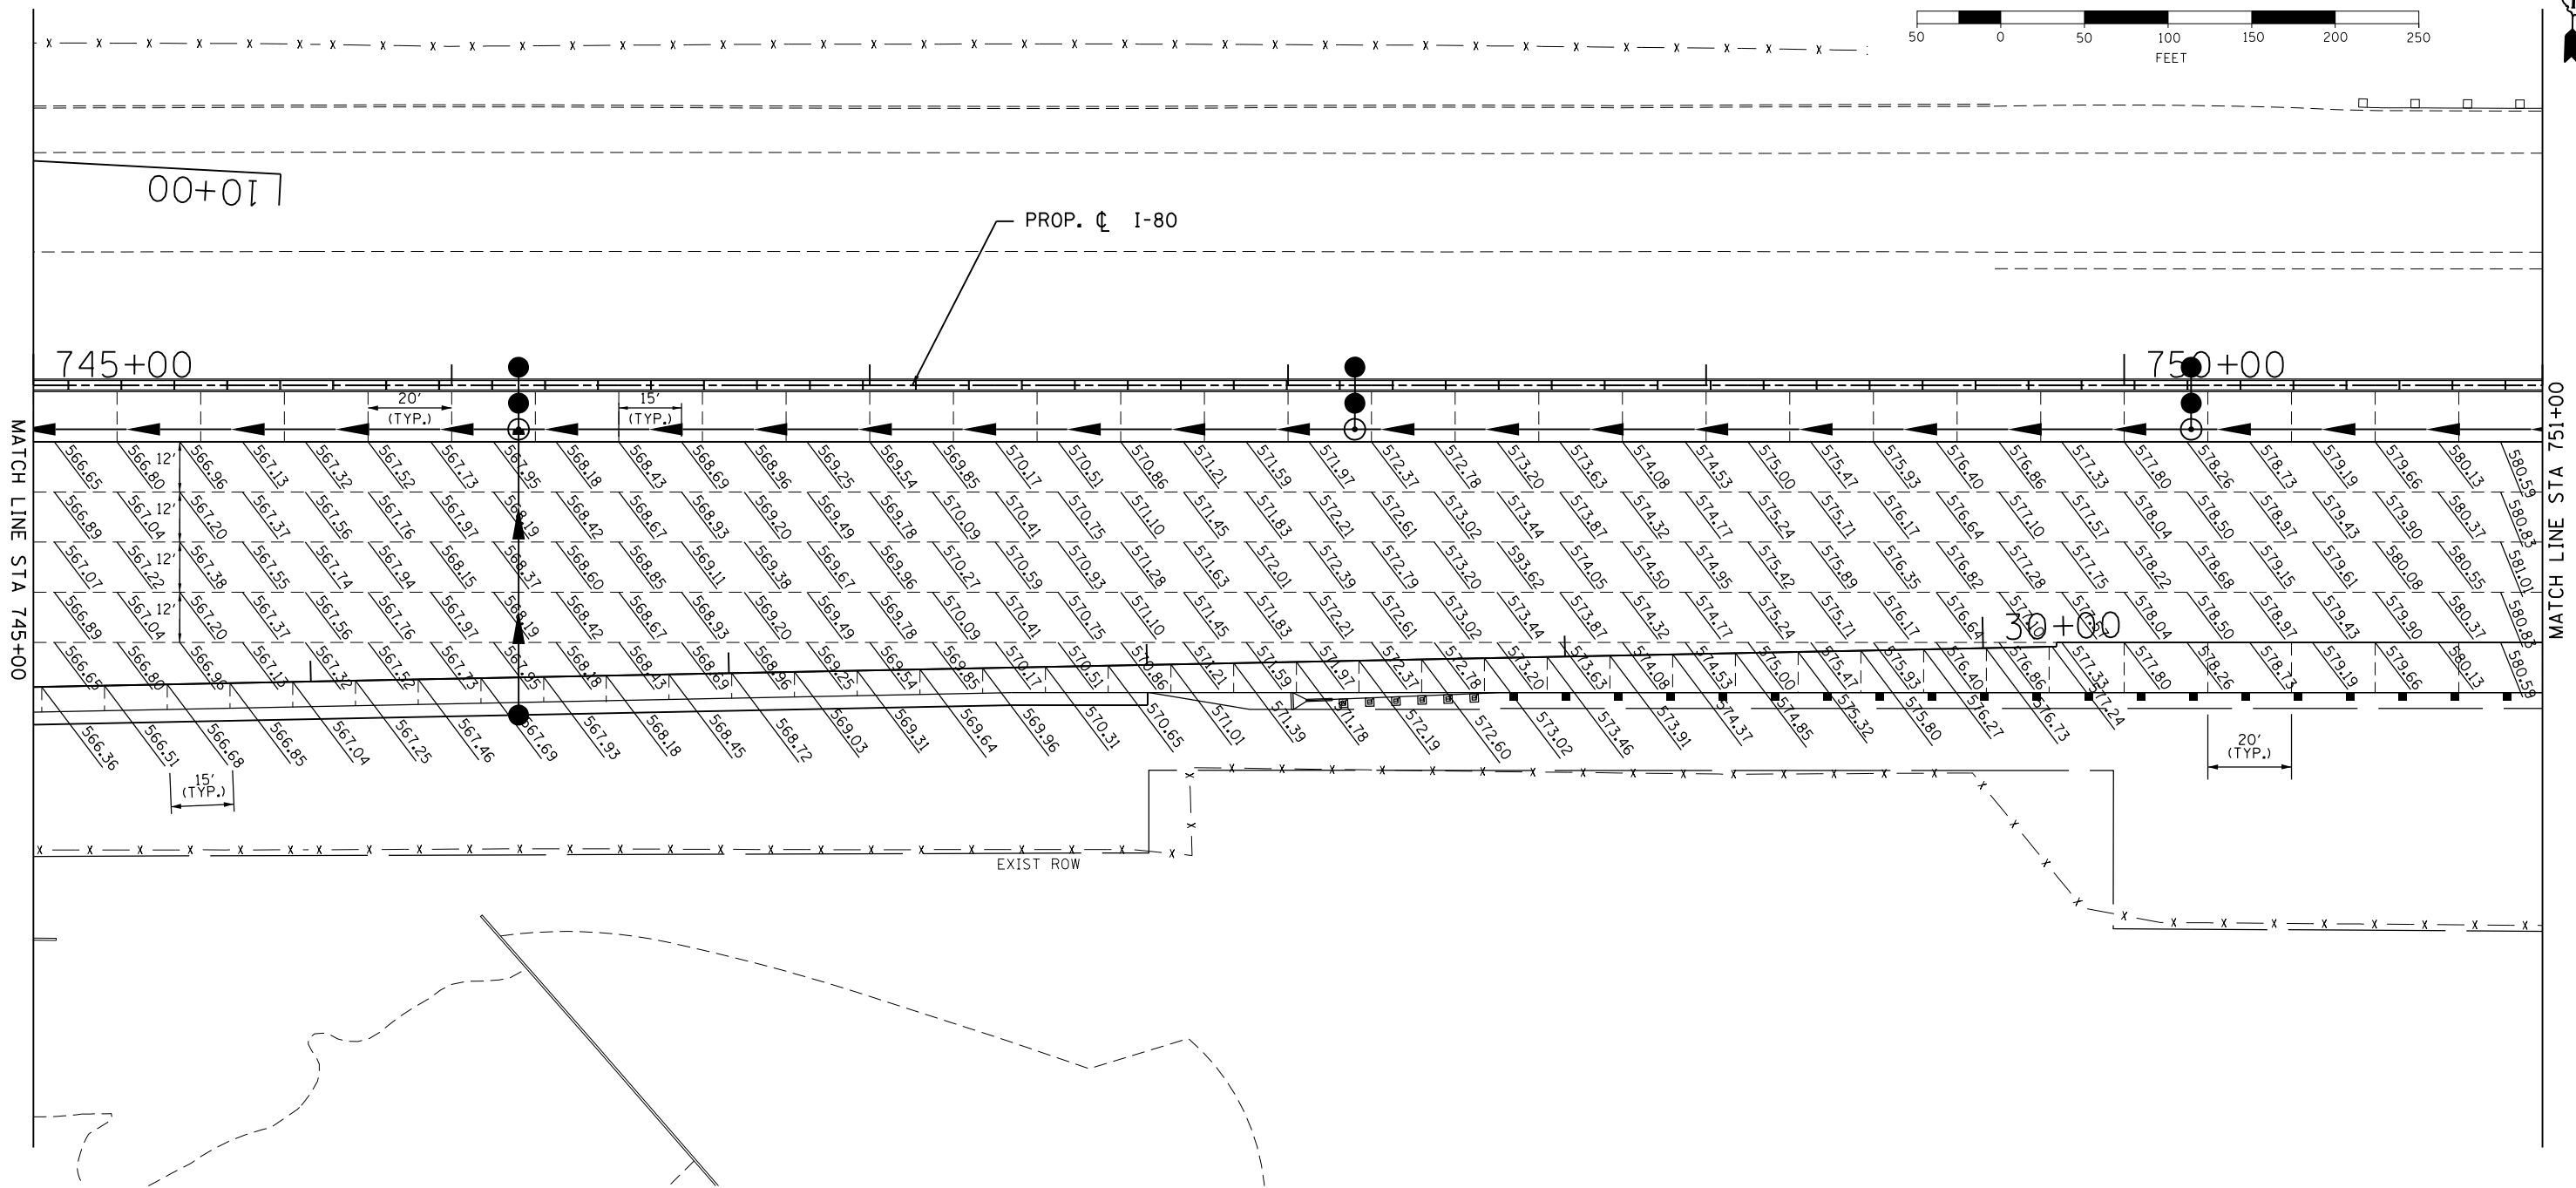 50 0 50 100 150 200 250
FEET
10+00
PROP. ℄ I-80
745+00
750+00
20' (TYP.)
15' (TYP.)
MATCH LINE STA 745+00
MATCH LINE STA 751+00
12'
566.65 566.80 566.96 567.13 567.32 567.52 567.73 567.95 568.18 568.43 568.69 568.96 569.25 569.54 569.85 570.17 570.51 570.86 571.21 571.59 571.97 572.37 572.78 573.20 573.63 574.08 574.53 575.00 575.47 575.93 576.40 576.86 577.33 577.80 578.26 578.73 579.19 579.66 580.13 580.59
12'
566.89 567.04 567.20 567.37 567.56 567.76 567.97 568.19 568.42 568.67 568.93 569.20 569.49 569.78 570.09 570.41 570.75 571.10 571.45 571.83 572.21 572.61 573.02 573.44 573.87 574.32 574.77 575.24 575.71 576.17 576.64 577.10 577.57 578.04 578.50 578.97 579.43 579.90 580.37 580.83
12'
567.07 567.22 567.38 567.55 567.74 567.94 568.15 568.37 568.60 568.85 569.11 569.38 569.67 569.96 570.27 570.59 570.93 571.28 571.63 572.01 572.39 572.79 573.20 593.62 574.05 574.50 574.95 575.42 575.89 576.35 576.82 577.28 577.75 578.22 578.68 579.15 579.61 580.08 580.55 581.01
12'
566.89 567.04 567.20 567.37 567.56 567.76 567.97 568.19 568.42 568.67 568.93 569.20 569.49 569.78 570.09 570.41 570.75 571.10 571.45 571.83 572.21 572.61 573.02 573.44 573.87 574.32 574.77 575.24 575.71 576.17 576.64 578.04 578.50 578.97 579.43 579.90 580.37 580.83
30+00
566.65 566.80 566.98 567.13 567.32 567.52 567.73 567.95 568.18 568.43 568.69 568.96 569.25 569.54 569.85 570.17 570.51 570.86 571.21 571.59 571.97 572.37 572.78 573.20 573.63 574.08 574.53 575.00 575.47 575.93 576.40 576.86 577.33 577.80 578.26 578.73 579.19 579.66 580.13 580.59
566.36 566.51 566.68 566.85 567.04 567.25 567.46 567.69 567.93 568.18 568.45 568.72 569.03 569.31 569.64 569.96 570.31 570.65 571.01 571.39 571.78 572.19 572.60 573.02 573.46 573.91 574.37 574.85 575.32 575.80 576.27 576.73 577.24
15' (TYP.)
20' (TYP.)
EXIST ROW